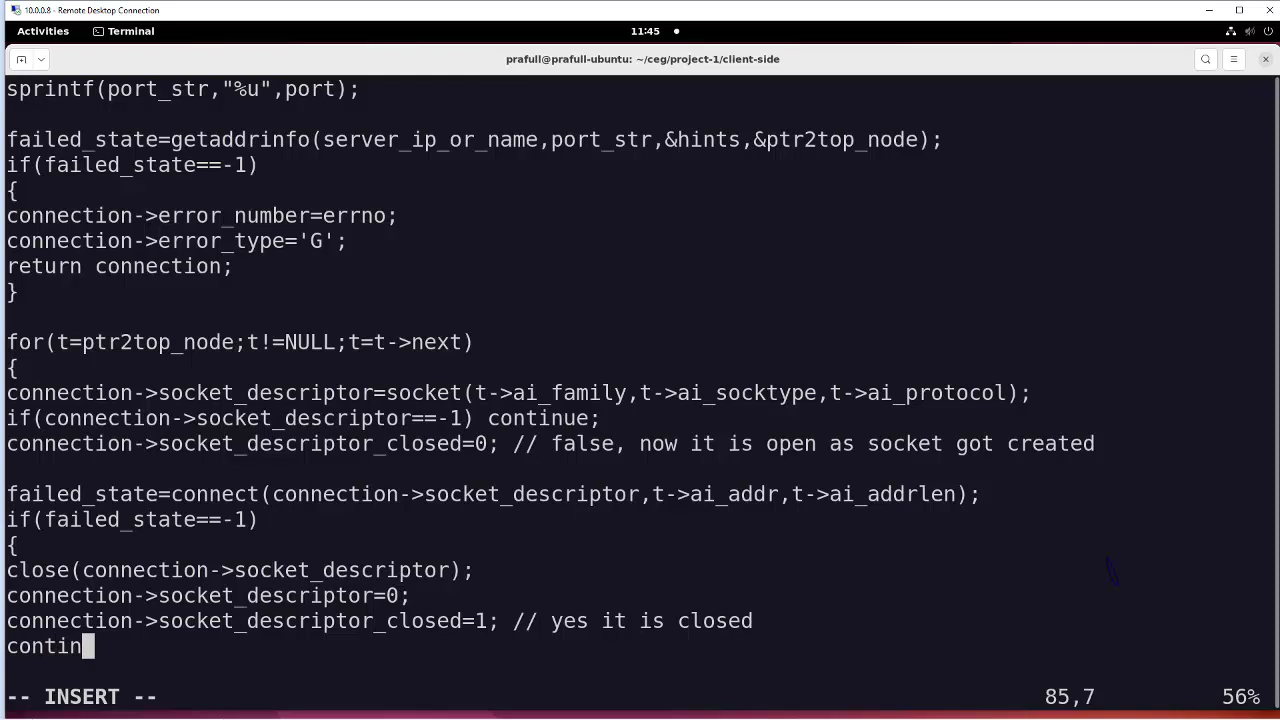 10.0.0.8 - Remote Desktop Connection
Activities Terminal 11:45
prafull@prafull-ubuntu: ~/ceg/project-1/client-side
sprintf(port_str,"%u",port);
failed_state=getaddrinfo(server_ip_or_name,port_str,&hints,&ptr2top_node);
if(failed_state==-1)
{
connection->error_number=errno;
connection->error_type='G';
return connection;
}
for(t=ptr2top_node;t!=NULL;t=t->next)
{
connection->socket_descriptor=socket(t->ai_family,t->ai_socktype,t->ai_protocol);
if(connection->socket_descriptor==-1) continue;
connection->socket_descriptor_closed=0; // false, now it is open as socket got created
failed_state=connect(connection->socket_descriptor,t->ai_addr,t->ai_addrlen);
if(failed_state==-1)
{
close(connection->socket_descriptor);
connection->socket_descriptor=0;
connection->socket_descriptor_closed=1; // yes it is closed
contin
-- INSERT -- 85,7 56%